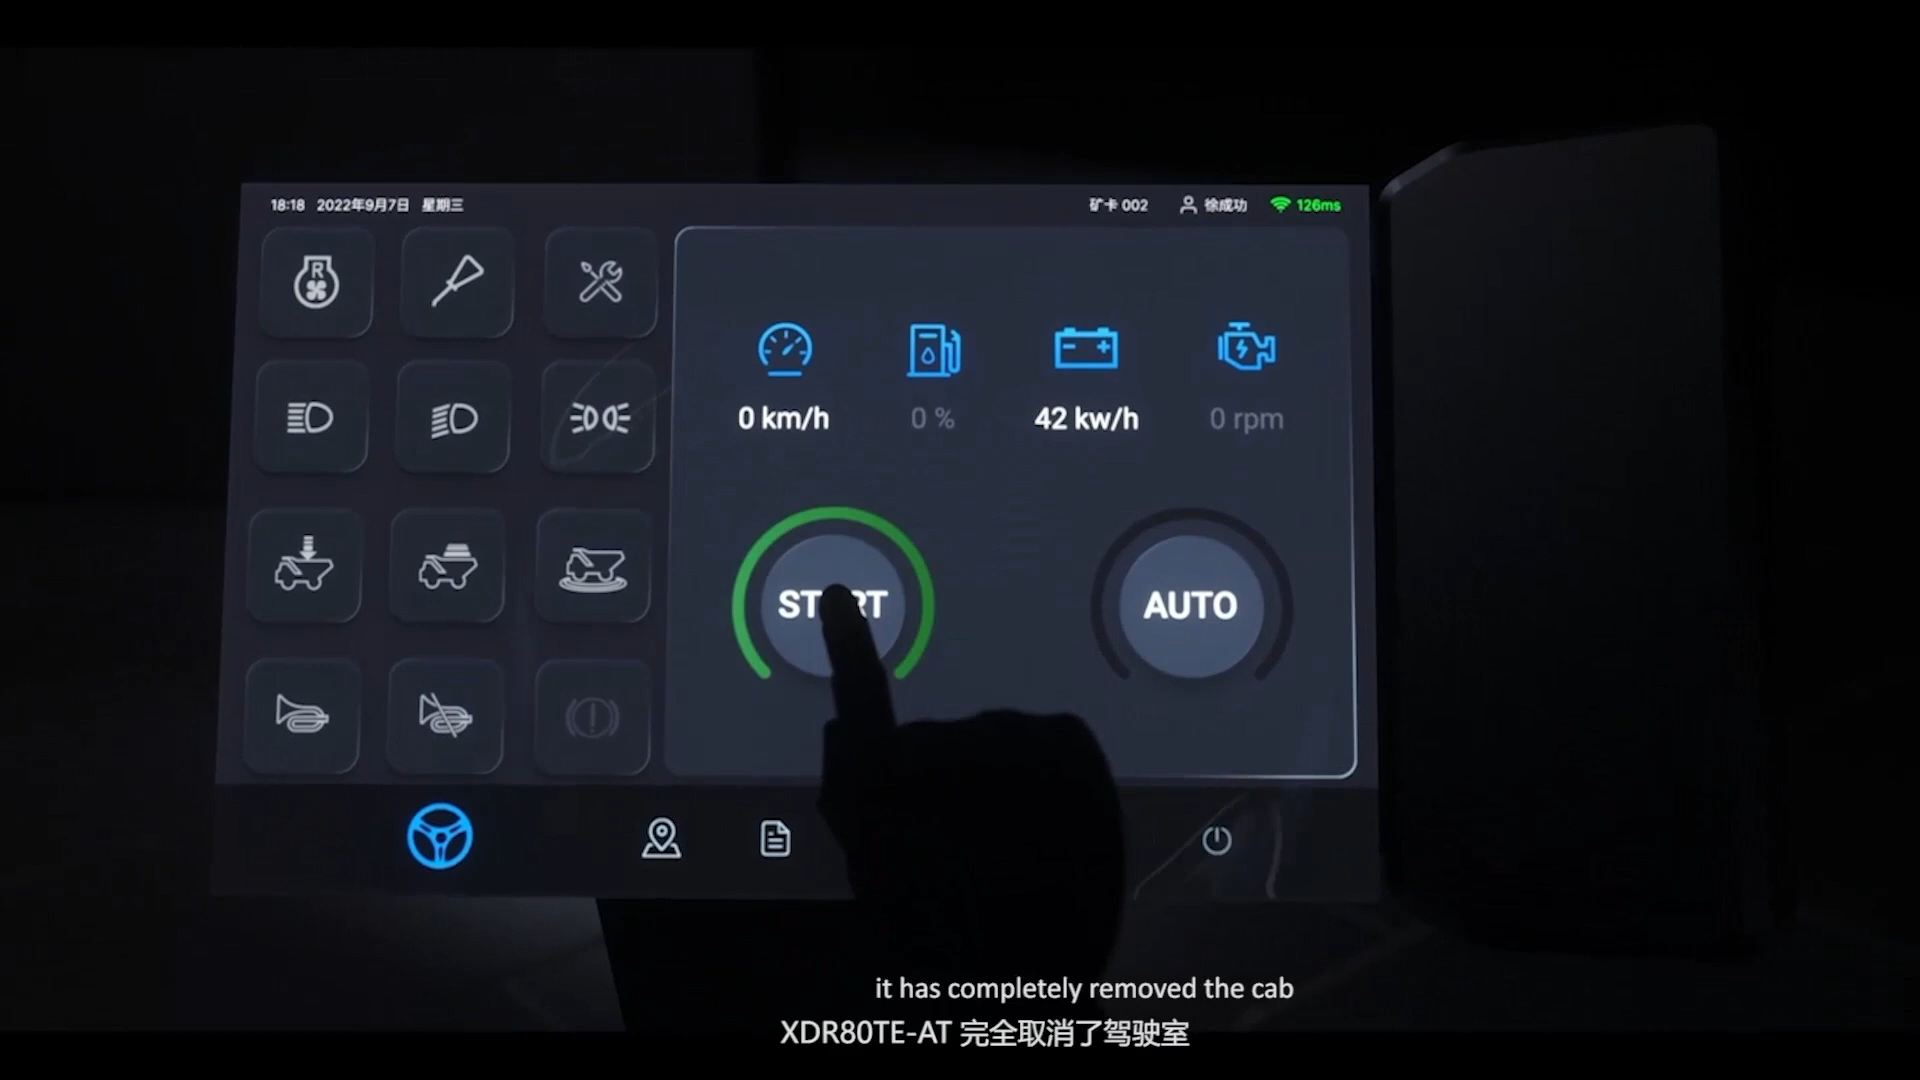 18:18 2022年9月7日 星期三
矿卡 002 徐成功 126ms
R
0 km/h 0 % 42 kw/h 0 rpm
START AUTO
it has completely removed the cab
XDR80TE-AT 完全取消了驾驶室